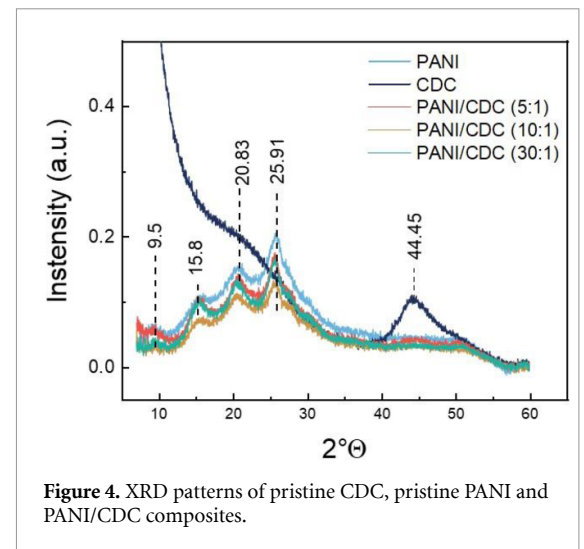 PANI
CDC
PANI/CDC (5:1)
PANI/CDC (10:1)
PANI/CDC (30:1)
0.4
0.2
0.0
Instensity (a.u.)
9.5
15.8
20.83
25.91
44.45
10 20 30 40 50 60
2°Θ
Figure 4. XRD patterns of pristine CDC, pristine PANI and
PANI/CDC composites.